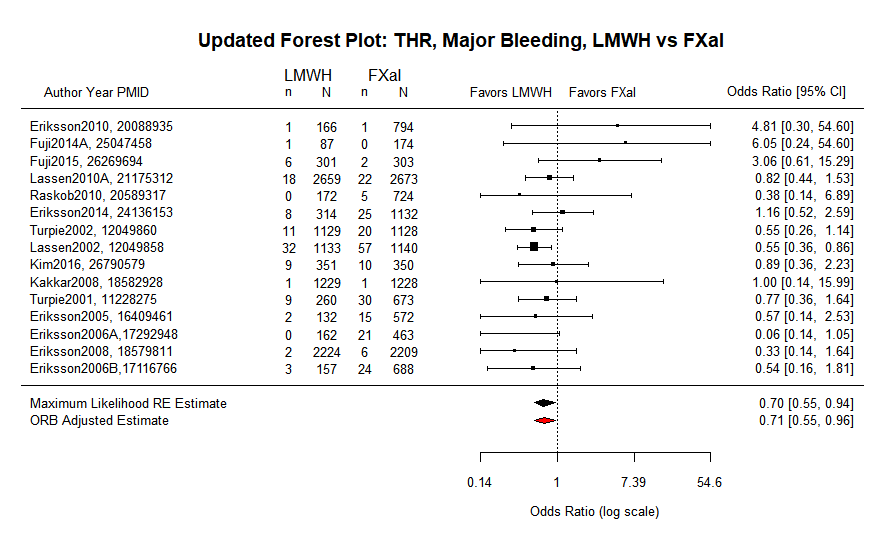 Updated Forest Plot: THR, Major Bleeding, LMWH vs FXaI
LMWH FXaI
Author Year PMID n N n N Favors LMWH Favors FXaI Odds Ratio [95% CI]
Eriksson2010, 20088935 1 166 1 794 4.81 [0.30, 54.60]
Fuji2014A, 25047458 1 87 0 174 6.05 [0.24, 54.60]
Fuji2015, 26269694 6 301 2 303 3.06 [0.61, 15.29]
Lassen2010A, 21175312 18 2659 22 2673 0.82 [0.44, 1.53]
Raskob2010, 20589317 0 172 5 724 0.38 [0.14, 6.89]
Eriksson2014, 24136153 8 314 25 1132 1.16 [0.52, 2.59]
Turpie2002, 12049860 11 1129 20 1128 0.55 [0.26, 1.14]
Lassen2002, 12049858 32 1133 57 1140 0.55 [0.36, 0.86]
Kim2016, 26790579 9 351 10 350 0.89 [0.36, 2.23]
Kakkar2008, 18582928 1 1229 1 1228 1.00 [0.14, 15.99]
Turpie2001, 11228275 9 260 30 673 0.77 [0.36, 1.64]
Eriksson2005, 16409461 2 132 15 572 0.57 [0.14, 2.53]
Eriksson2006A,17292948 0 162 21 463 0.06 [0.14, 1.05]
Eriksson2008, 18579811 2 2224 6 2209 0.33 [0.14, 1.64]
Eriksson2006B,17116766 3 157 24 688 0.54 [0.16, 1.81]
Maximum Likelihood RE Estimate 0.70 [0.55, 0.94]
ORB Adjusted Estimate 0.71 [0.55, 0.96]
0.14 1 7.39 54.6
Odds Ratio (log scale)